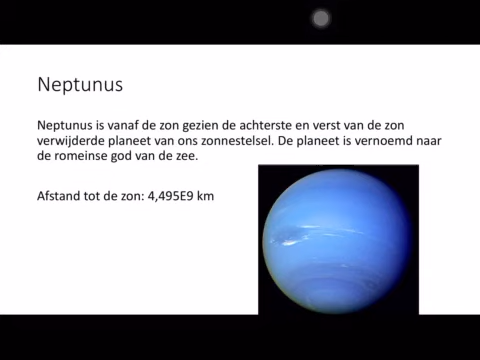 Neptunus
Neptunus is vanaf de zon gezien de achterste en verst van de zon
verwijderde planeet van ons zonnestelsel. De planeet is vernoemd naar
de romeinse god van de zee.
Afstand tot de zon: 4,495E9 km